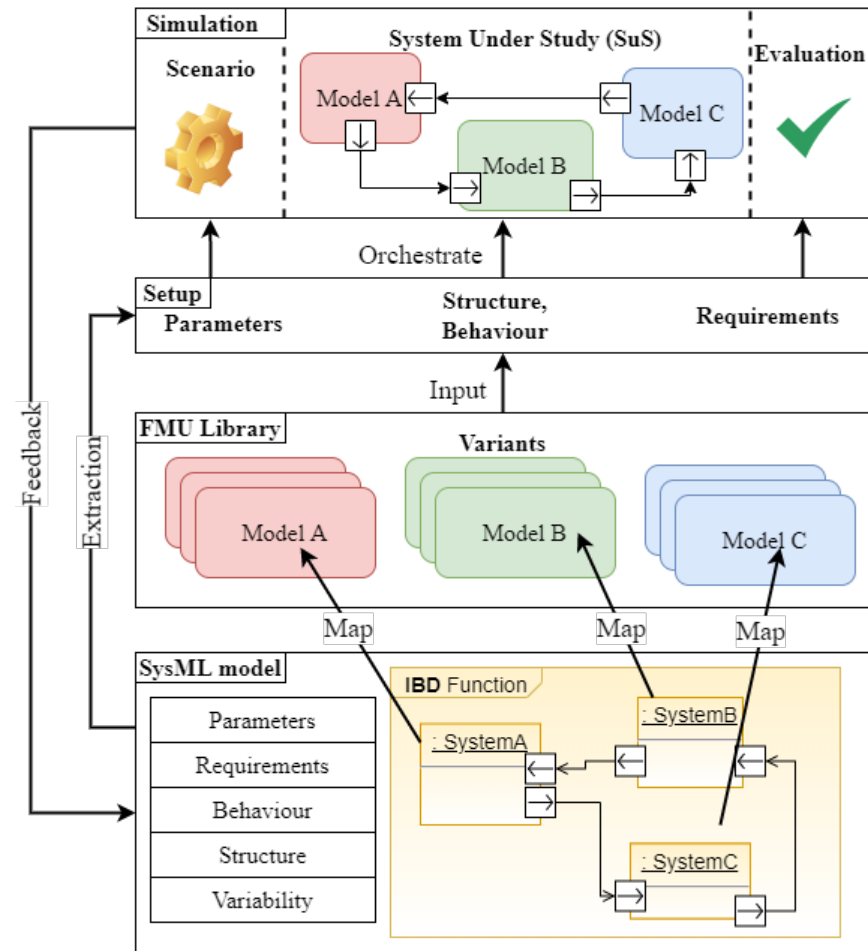 Simulation
System Under Study (SuS)
Scenario
Evaluation
Model A
Model B
Model C
Orchestrate
Setup
Parameters
Structure,
Behaviour
Requirements
Input
Feedback
Extraction
FMU Library
Variants
Model A
Model B
Model C
Map
Map
Map
SysML model
IBD Function
Parameters
Requirements
Behaviour
Structure
Variability
: SystemA
: SystemB
: SystemC